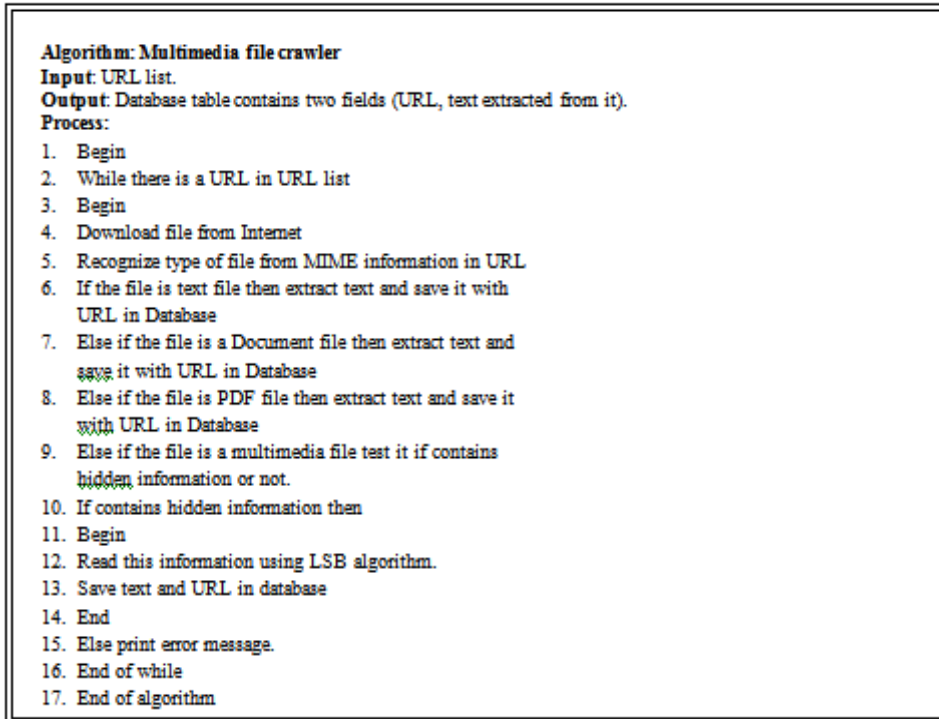 Algorithm: Multimedia file crawler
Input: URL list.
Output: Database table contains two fields (URL, text extracted from it).
Process:
1. Begin
2. While there is a URL in URL list
3. Begin
4. Download file from Internet
5. Recognize type of file from MIME information in URL
6. If the file is text file then extract text and save it with
URL in Database
7. Else if the file is a Document file then extract text and
save it with URL in Database
8. Else if the file is PDF file then extract text and save it
with URL in Database
9. Else if the file is a multimedia file test it if contains
hidden information or not.
10. If contains hidden information then
11. Begin
12. Read this information using LSB algorithm.
13. Save text and URL in database
14. End
15. Else print error message.
16. End of while
17. End of algorithm